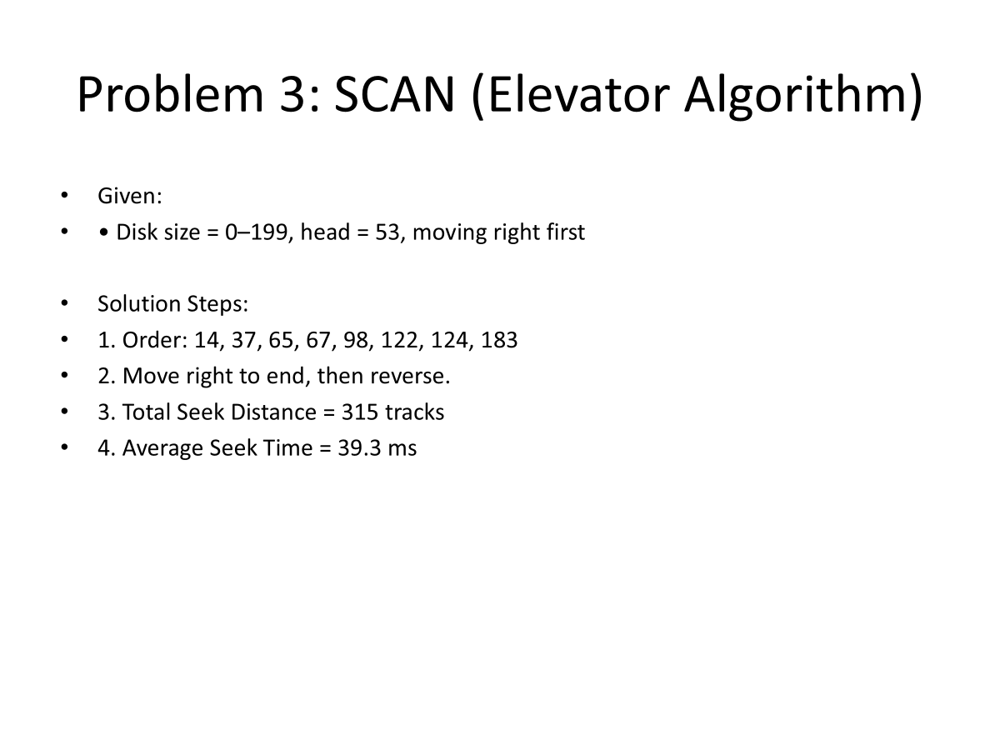 Problem 3: SCAN (Elevator Algorithm)
• Given:
• • Disk size = 0–199, head = 53, moving right first
• Solution Steps:
• 1. Order: 14, 37, 65, 67, 98, 122, 124, 183
• 2. Move right to end, then reverse.
• 3. Total Seek Distance = 315 tracks
• 4. Average Seek Time = 39.3 ms